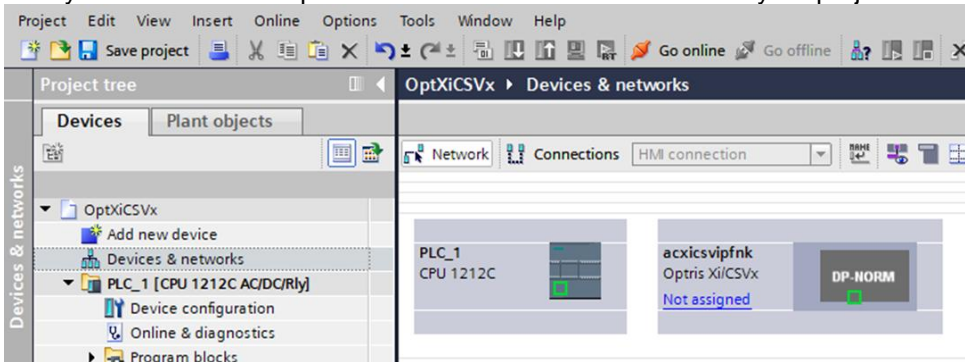 Project Edit View Insert Online Options Tools Window Help
Save project Go online Go offline
Project tree
OptXiCSVx ▸ Devices & networks
Devices Plant objects
Network Connections HMI connection
Devices & networks
OptXiCSVx
Add new device
Devices & networks
PLC_1 [CPU 1212C AC/DC/Rly]
Device configuration
Online & diagnostics
Program blocks
PLC_1
CPU 1212C
acxicsvipfnk
Optris Xi/CSVx
Not assigned
DP-NORM